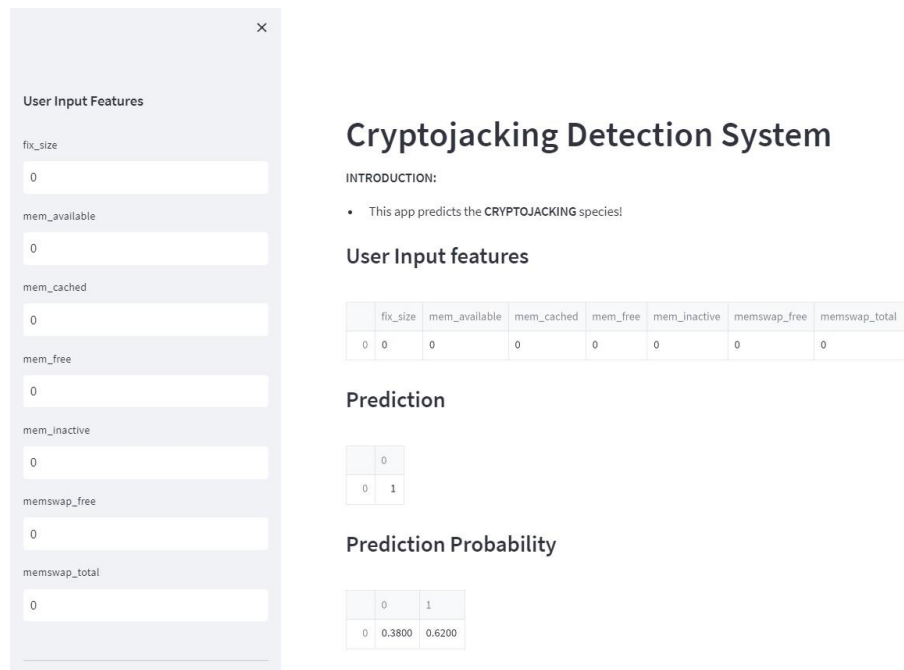 ×
User Input Features
fix_size
0
mem_available
0
mem_cached
0
mem_free
0
mem_inactive
0
memswap_free
0
memswap_total
0
Cryptojacking Detection System
INTRODUCTION:
• This app predicts the CRYPTOJACKING species!
User Input features
fix_size mem_available mem_cached mem_free mem_inactive memswap_free memswap_total
0 0 0 0 0 0 0 0
Prediction
0
0 1
Prediction Probability
0 1
0 0.3800 0.6200